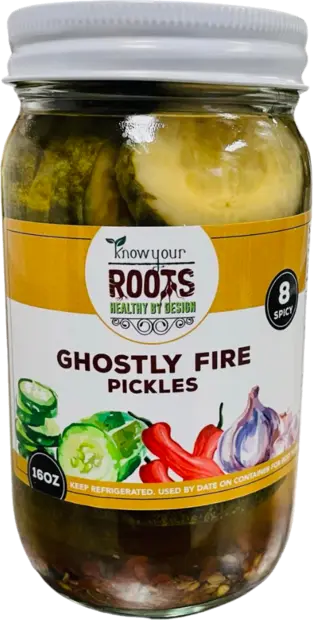 Know your
ROOTS
HEALTHY BY DESIGN
8
SPICY
GHOSTLY FIRE
PICKLES
16OZ
KEEP REFRIGERATED. USED BY DATE ON CONTAINER FOR